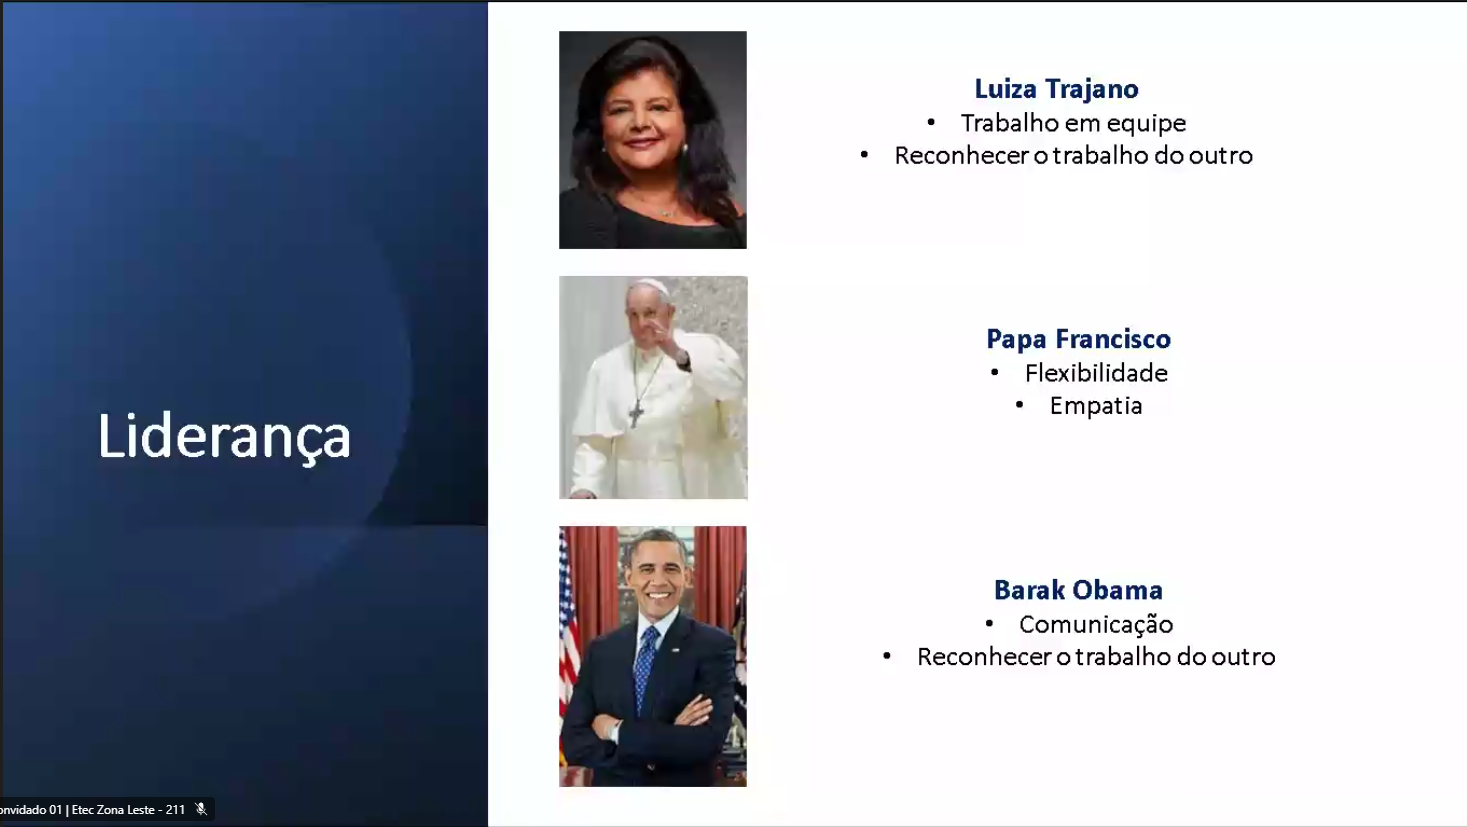 Liderança
Luiza Trajano
• Trabalho em equipe
• Reconhecer o trabalho do outro
Papa Francisco
• Flexibilidade
• Empatia
Barak Obama
• Comunicação
• Reconhecer o trabalho do outro
onvidado 01 | Etec Zona Leste - 211